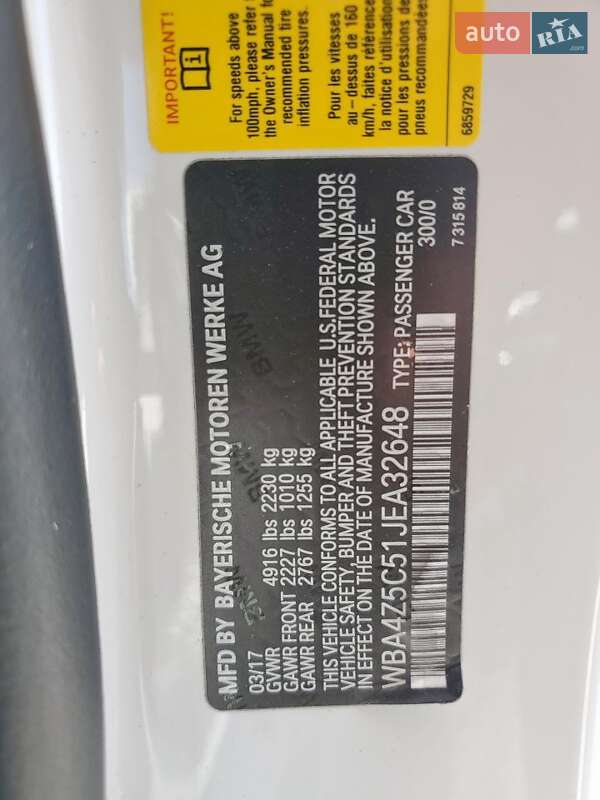 auto RIA.com
IMPORTANT!
For speeds above
100mph, please refer
the Owner's Manual fo
recommended tire
inflation pressures.
Pour les vitesses
au-dessus de 160
km/h, faites référence
la notice d'utilisation
pour les pressions de
pneus recommandées
6859729
MFD BY BAYERISCHE MOTOREN WERKE AG
03/17
GVWR 4916 lbs 2230 kg
GAWR FRONT 2227 lbs 1010 kg
GAWR REAR 2767 lbs 1255 kg
THIS VEHICLE CONFORMS TO ALL APPLICABLE U.S.FEDERAL MOTOR
VEHICLE SAFETY, BUMPER AND THEFT PREVENTION STANDARDS
IN EFFECT ON THE DATE OF MANUFACTURE SHOWN ABOVE.
WBA4Z5C51JEA32648 TYPE: PASSENGER CAR
300/0
7 315 814